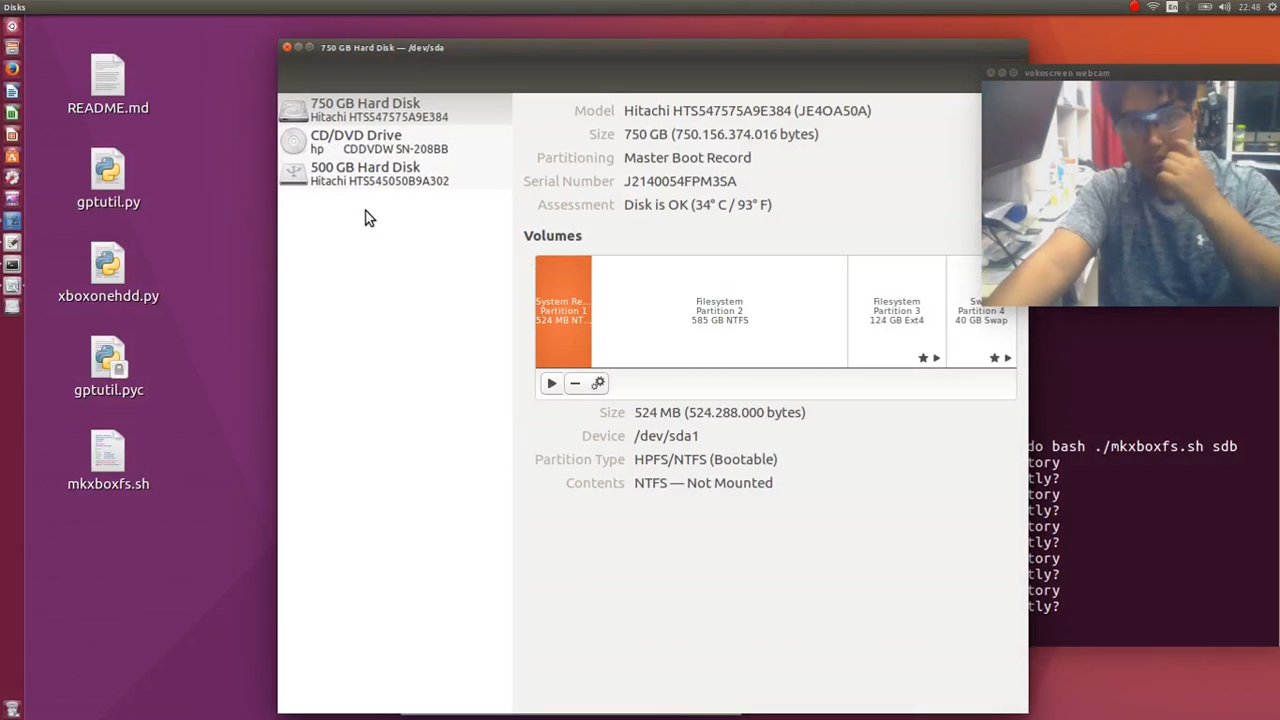 Disks
En
22:48
README.md
gptutil.py
xboxonehdd.py
gptutil.pyc
mkxboxfs.sh
750 GB Hard Disk — /dev/sda
750 GB Hard Disk
Hitachi HTS547575A9E384
CD/DVD Drive
hp CDDVDW SN-208BB
500 GB Hard Disk
Hitachi HTS545050B9A302
Model Hitachi HTS547575A9E384 (JE4OA50A)
Size 750 GB (750.156.374.016 bytes)
Partitioning Master Boot Record
Serial Number J2140054FPM3SA
Assessment Disk is OK (34° C / 93° F)
Volumes
System Re...
Partition 1
524 MB NT...
Filesystem
Partition 2
585 GB NTFS
Filesystem
Partition 3
124 GB Ext4
Partition 4
40 GB Swap
Size 524 MB (524.288.000 bytes)
Device /dev/sda1
Partition Type HPFS/NTFS (Bootable)
Contents NTFS — Not Mounted
vokoscreen webcam
do bash ./mkxboxfs.sh sdb
tory
tly?
tory
tly?
tory
tly?
tory
tly?
tory
tly?